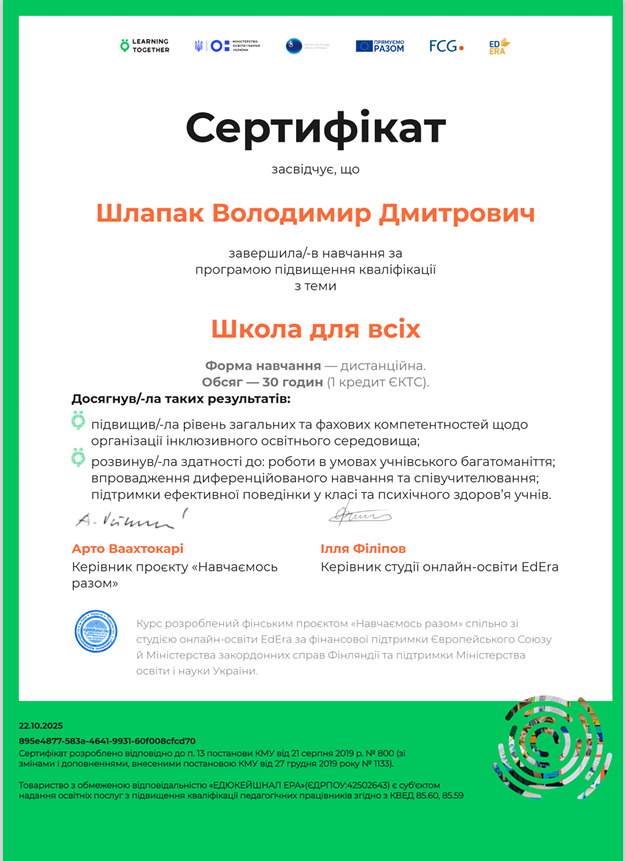 LEARNING
TOGETHER
МІНІСТЕРСТВО
ОСВІТИ І НАУКИ
УКРАЇНИ
ПРЯМУЄМО
РАЗОМ
FCG
ED
ERA
Сертифікат
засвідчує, що
Шлапак Володимир Дмитрович
завершила/-в навчання за
програмою підвищення кваліфікації
з теми
Школа для всіх
Форма навчання — дистанційна.
Обсяг — 30 годин (1 кредит ЄКТС).
Досягнув/-ла таких результатів:
підвищив/-ла рівень загальних та фахових компетентностей щодо
організації інклюзивного освітнього середовища;
розвинув/-ла здатності до: роботи в умовах учнівського багатоманіття;
впровадження диференційованого навчання та співучителювання;
підтримки ефективної поведінки у класі та психічного здоров’я учнів.
Арто Ваахтокарі
Керівник проєкту «Навчаємось
разом»
Ілля Філіпов
Керівник студії онлайн-освіти EdEra
Курс розроблений фінським проєктом «Навчаємось разом» спільно зі
студією онлайн-освіти EdEra за фінансової підтримки Європейського Союзу
й Міністерства закордонних справ Фінляндії та підтримки Міністерства
освіти і науки України.
22.10.2025
895e4877-583a-4641-9931-60f008cfcd70
Сертифікат розроблено відповідно до п. 13 постанови КМУ від 21 серпня 2019 р. № 800 (зі
змінами і доповненнями, внесеними постановою КМУ від 27 грудня 2019 року № 1133).
Товариство з обмеженою відповідальністю «ЕДЮКЕЙШНАЛ ЕРА»(ЄДРПОУ:42502643) є суб'єктом
надання освітніх послуг з підвищення кваліфікації педагогічних працівників згідно з КВЕД 85.60, 85.59